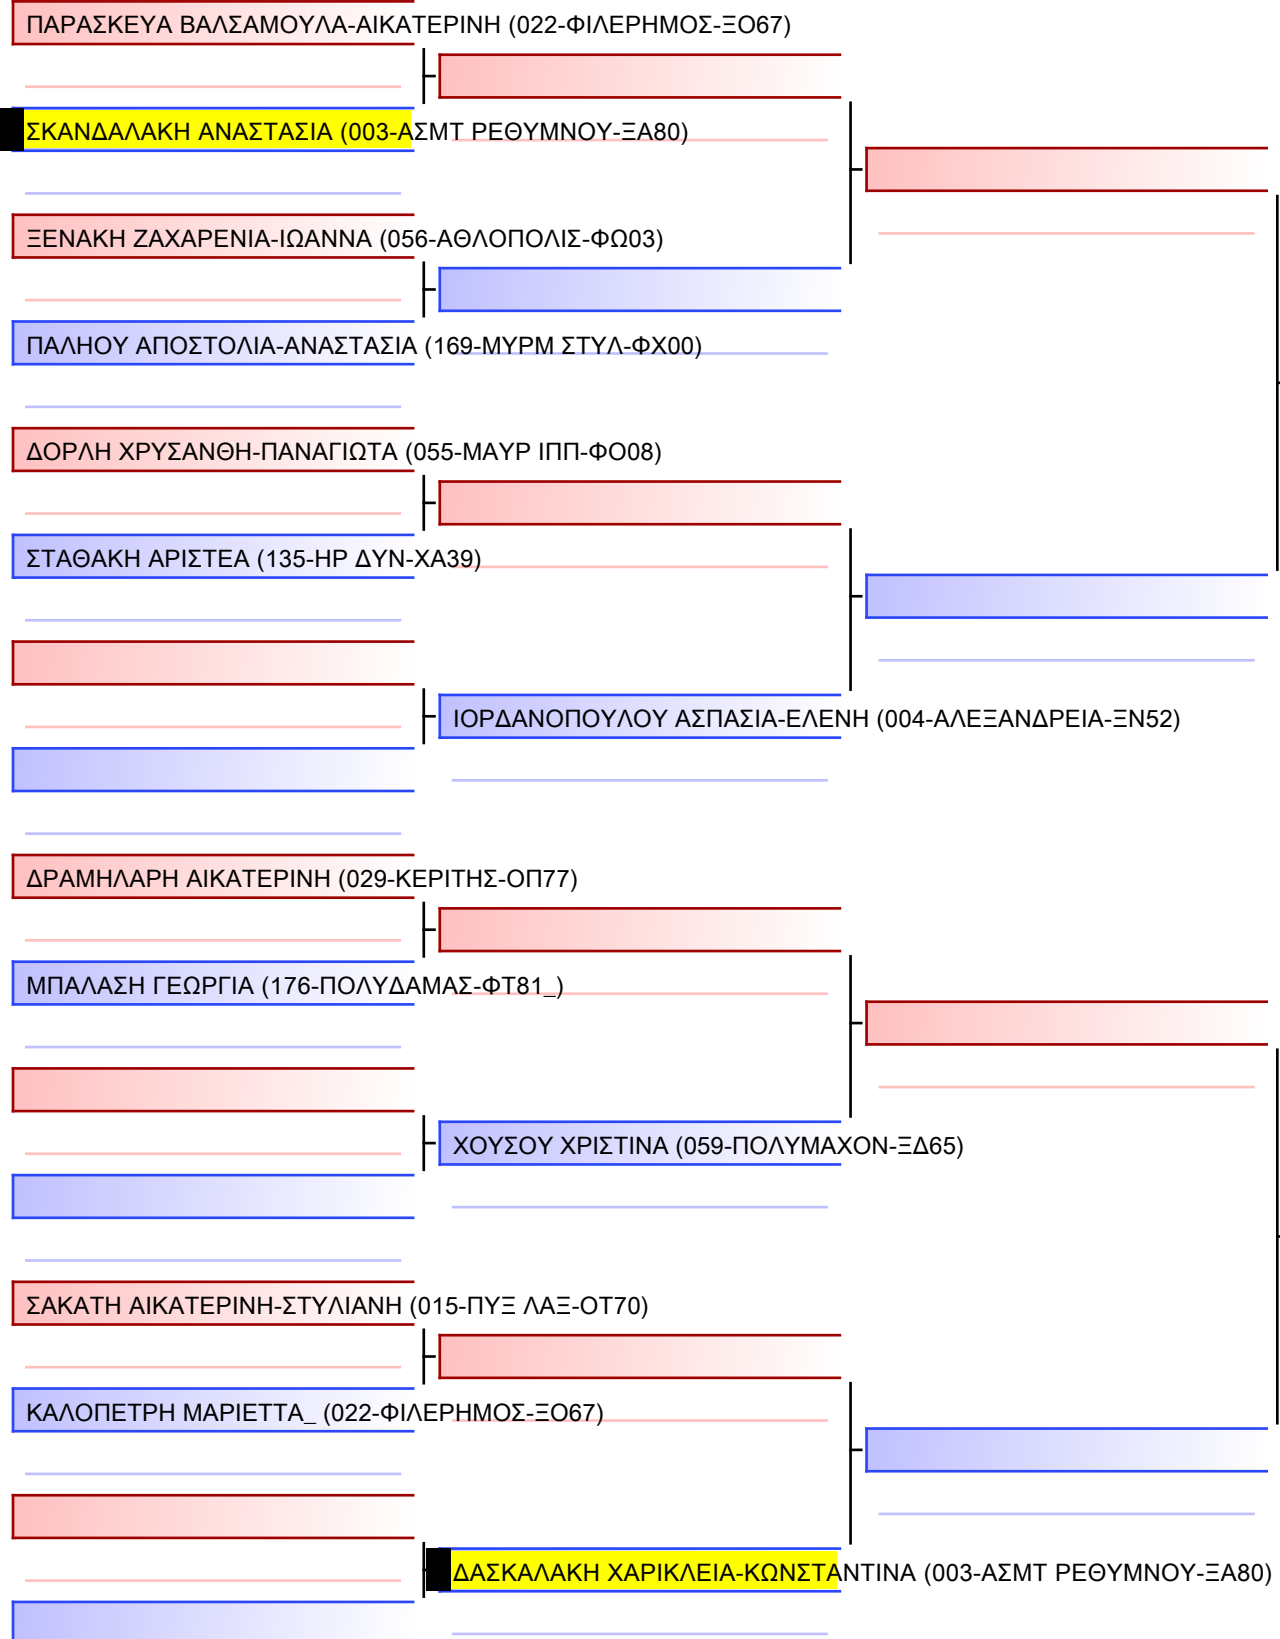 ΠΑΡΑΣΚΕΥΑ ΒΑΛΣΑΜΟΥΛΑ-ΑΙΚΑΤΕΡΙΝΗ (022-ΦΙΛΕΡΗΜΟΣ-ΞΟ67)
ΣΚΑΝΔΑΛΑΚΗ ΑΝΑΣΤΑΣΙΑ (003-ΑΣΜΤ ΡΕΘΥΜΝΟΥ-ΞΑ80)
ΞΕΝΑΚΗ ΖΑΧΑΡΕΝΙΑ-ΙΩΑΝΝΑ (056-ΑΘΛΟΠΟΛΙΣ-ΦΩ03)
ΠΑΛΗΟΥ ΑΠΟΣΤΟΛΙΑ-ΑΝΑΣΤΑΣΙΑ (169-ΜΥΡΜ ΣΤΥΛ-ΦΧ00)
ΔΟΡΛΗ ΧΡΥΣΑΝΘΗ-ΠΑΝΑΓΙΩΤΑ (055-ΜΑΥΡ ΙΠΠ-ΦΟ08)
ΣΤΑΘΑΚΗ ΑΡΙΣΤΕΑ (135-ΗΡ ΔΥΝ-ΧΑ39)
ΙΟΡΔΑΝΟΠΟΥΛΟΥ ΑΣΠΑΣΙΑ-ΕΛΕΝΗ (004-ΑΛΕΞΑΝΔΡΕΙΑ-ΞΝ52)
ΔΡΑΜΗΛΑΡΗ ΑΙΚΑΤΕΡΙΝΗ (029-ΚΕΡΙΤΗΣ-ΟΠ77)
ΜΠΑΛΑΣΗ ΓΕΩΡΓΙΑ (176-ΠΟΛΥΔΑΜΑΣ-ΦΤ81_)
ΧΟΥΣΟΥ ΧΡΙΣΤΙΝΑ (059-ΠΟΛΥΜΑΧΟΝ-ΞΔ65)
ΣΑΚΑΤΗ ΑΙΚΑΤΕΡΙΝΗ-ΣΤΥΛΙΑΝΗ (015-ΠΥΞ ΛΑΞ-ΟΤ70)
ΚΑΛΟΠΕΤΡΗ ΜΑΡΙΕΤΤΑ_ (022-ΦΙΛΕΡΗΜΟΣ-ΞΟ67)
ΔΑΣΚΑΛΑΚΗ ΧΑΡΙΚΛΕΙΑ-ΚΩΝΣΤΑΝΤΙΝΑ (003-ΑΣΜΤ ΡΕΘΥΜΝΟΥ-ΞΑ80)